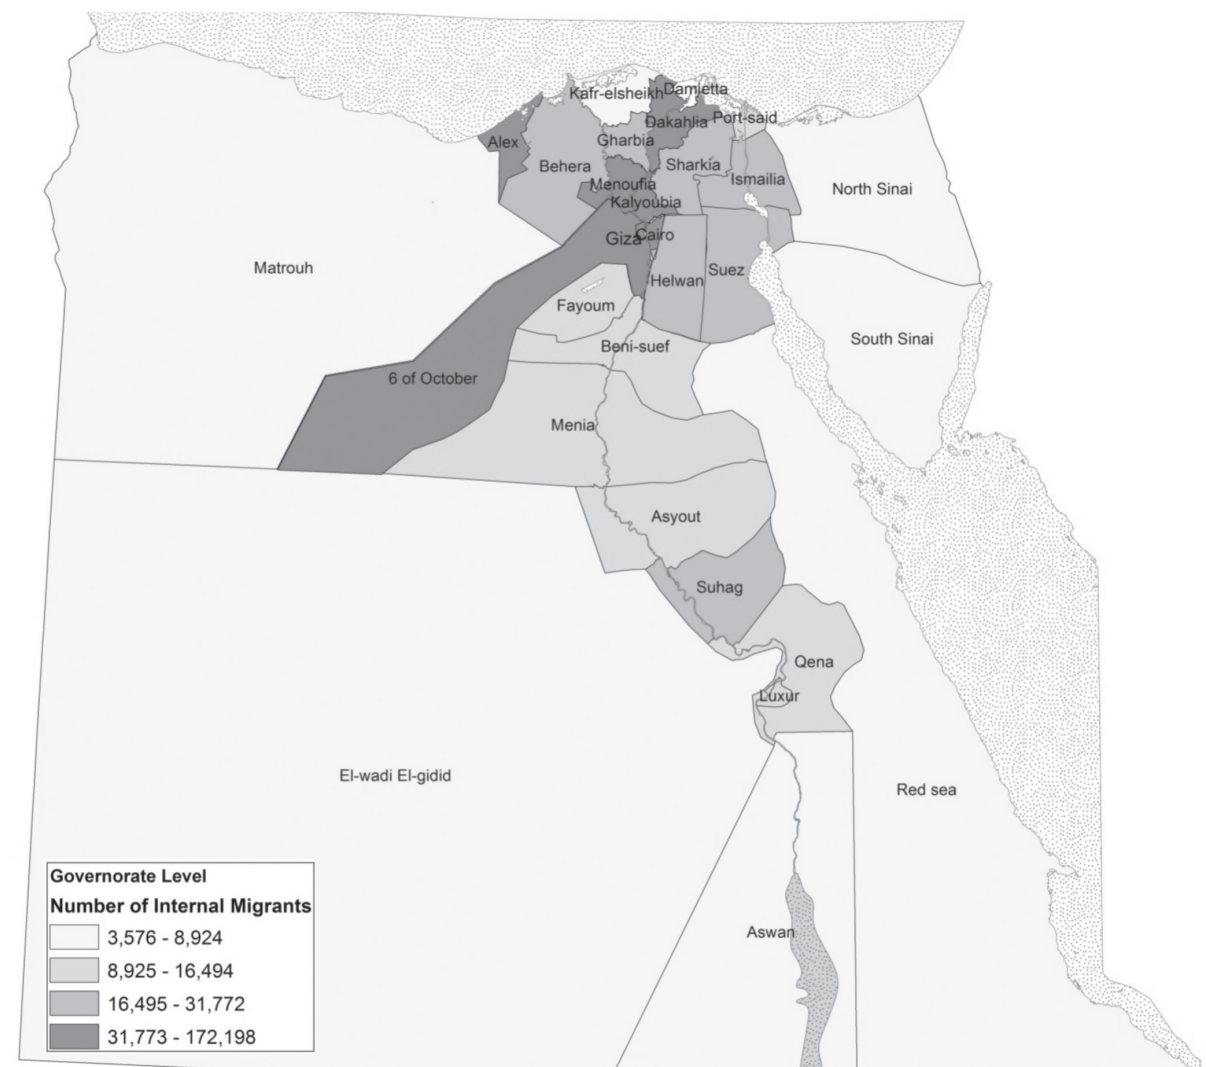 Kafr-elsheikh
Damietta
Dakahlia
Port-said
Alex
Gharbia
Behera
Sharkia
Ismailia
Menoufia
North Sinai
Kalyoubia
Giza
Cairo
Matrouh
Suez
Helwan
Fayoum
South Sinai
Beni-suef
6 of October
Menia
Asyout
Suhag
Qena
Luxur
El-wadi El-gidid
Red sea
Aswan
Governorate Level
Number of Internal Migrants
3,576 - 8,924
8,925 - 16,494
16,495 - 31,772
31,773 - 172,198